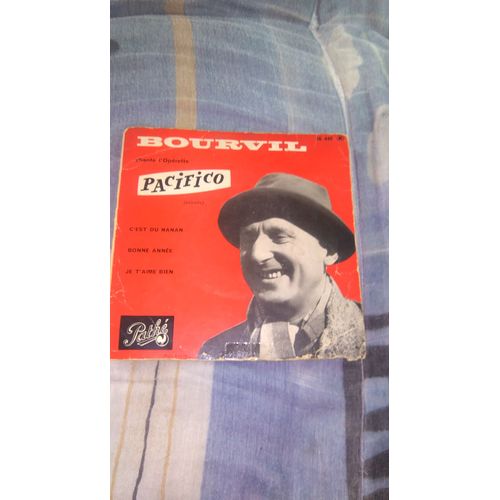 BOURVIL
chante l'Opérette
PACIFICO
C'EST DU NANAN
BONNE ANNÉE
JE T'AIME BIEN
Pathé